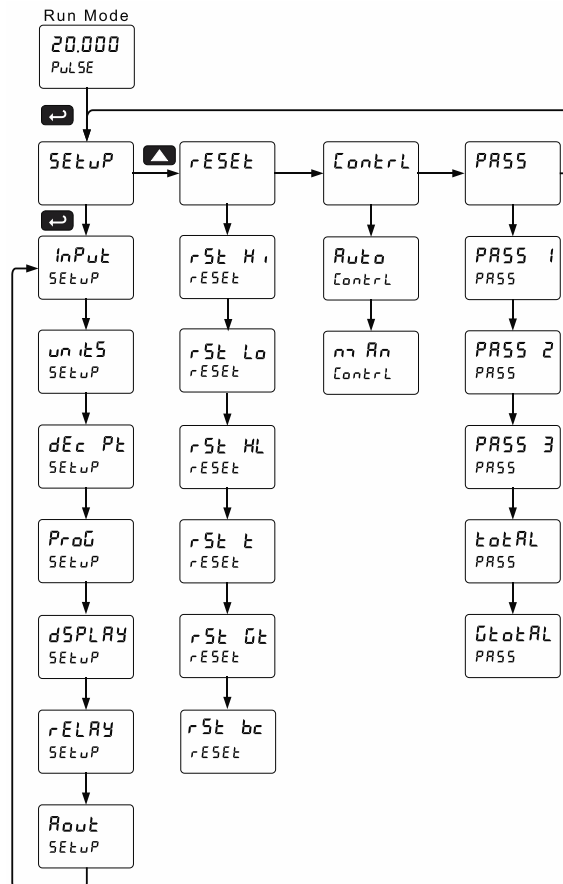 Run Mode
20.000
PuLSE
SEtuP
rESEt
ContrL
PASS
InPut
SEtuP
rSt Hi
rESEt
Auto
ContrL
PASS 1
PASS
unitS
SEtuP
rSt Lo
rESEt
mAn
ContrL
PASS 2
PASS
dEc Pt
SEtuP
rSt HL
rESEt
PASS 3
PASS
ProG
SEtuP
rSt t
rESEt
totAL
PASS
dSPLAY
SEtuP
rSt Gt
rESEt
GtotAL
PASS
rELAY
SEtuP
rSt bc
rESEt
Aout
SEtuP